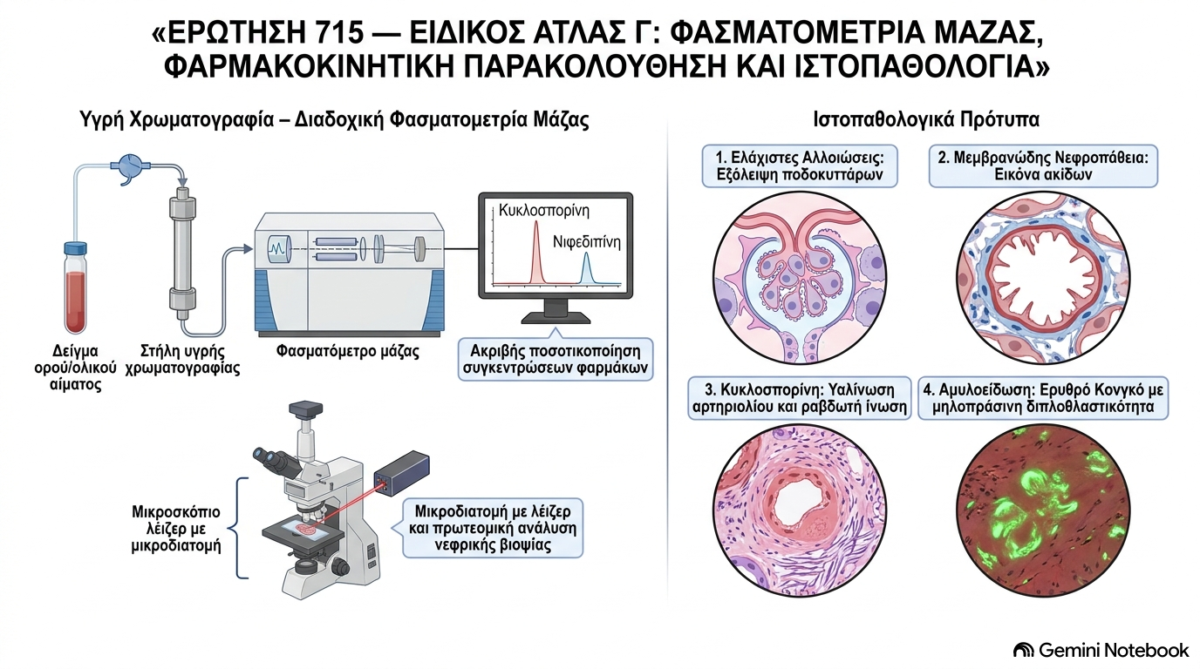 «ΕΡΩΤΗΣΗ 715 — ΕΙΔΙΚΟΣ ΑΤΛΑΣ Γ: ΦΑΣΜΑΤΟΜΕΤΡΙΑ ΜΑΖΑΣ,
ΦΑΡΜΑΚΟΚΙΝΗΤΙΚΗ ΠΑΡΑΚΟΛΟΥΘΗΣΗ ΚΑΙ ΙΣΤΟΠΑΘΟΛΟΓΙΑ»
Υγρή Χρωματογραφία – Διαδοχική Φασματομετρία Μάζας
Κυκλοσπορίνη
Νιφεδιπίνη
Δείγμα
ορού/ολικού
αίματος
Στήλη υγρής
χρωματογραφίας
Φασματόμετρο μάζας
Ακριβής ποσοτικοποίηση
συγκεντρώσεων φαρμάκων
Μικροσκόπιο
λέιζερ με
μικροδιατομή
Μικροδιατομή με λέιζερ
και πρωτεομική ανάλυση
νεφρικής βιοψίας
Ιστοπαθολογικά Πρότυπα
1. Ελάχιστες Αλλοιώσεις:
Εξόλειψη ποδοκυττάρων
2. Μεμβρανώδης Νεφροπάθεια:
Εικόνα ακίδων
3. Κυκλοσπορίνη: Υαλίνωση
αρτηριολίου και ραβδωτή ίνωση
4. Αμυλοείδωση: Ερυθρό Κονγκό με
μηλοπράσινη διπλοθλαστικότητα
Gemini Notebook